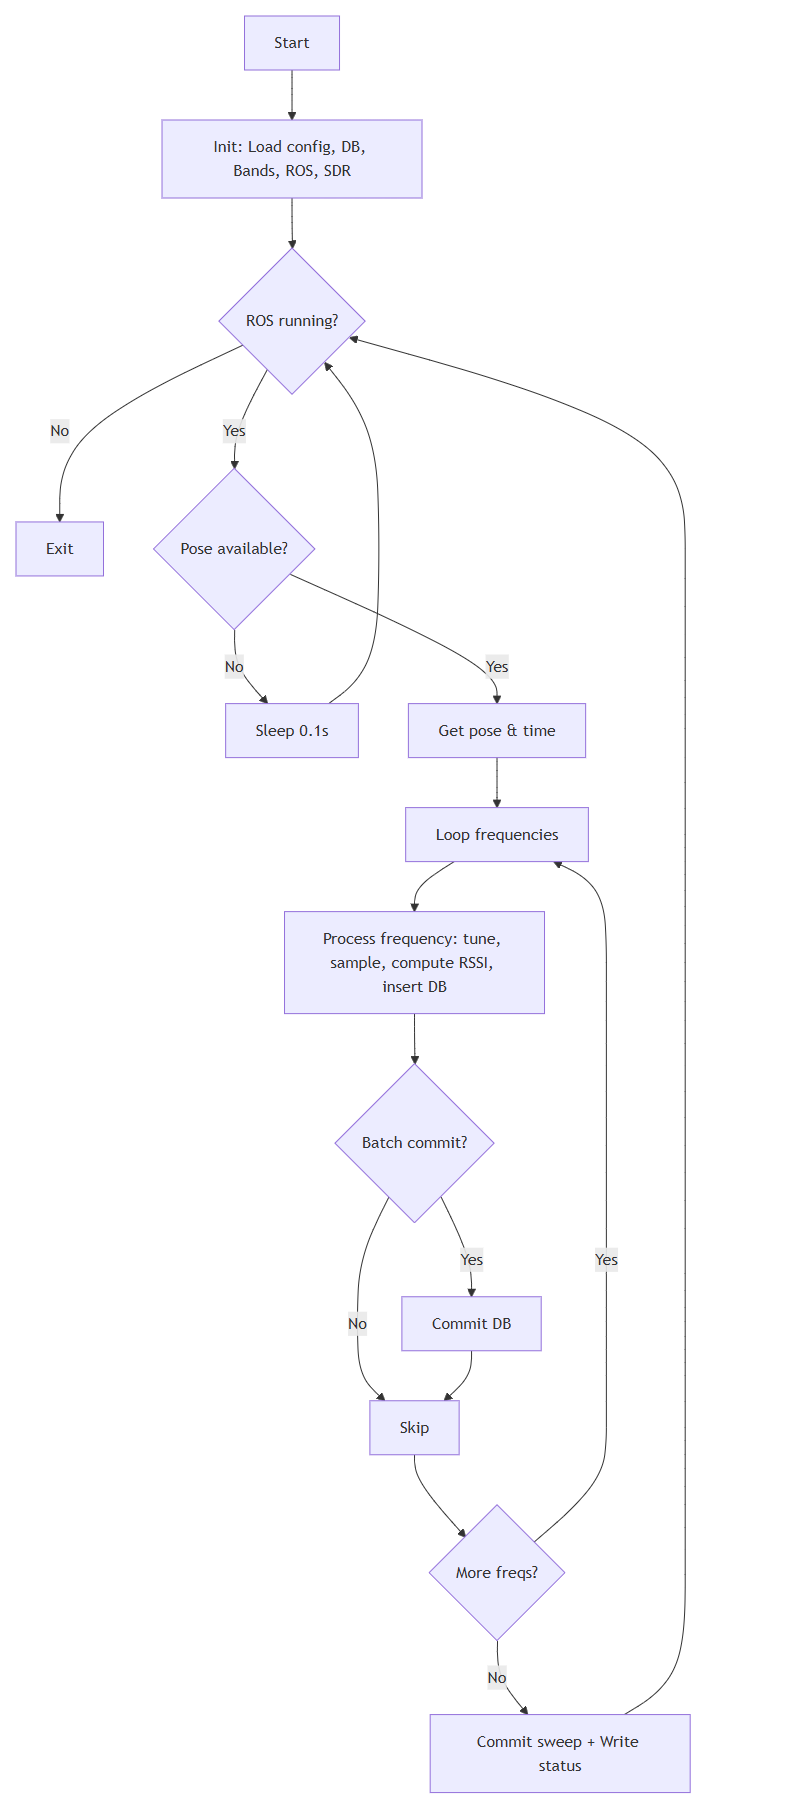 Start
Init: Load config, DB,
Bands, ROS, SDR
ROS running?
No
Yes
Exit
Pose available?
No
Yes
Sleep 0.1s
Get pose & time
Loop frequencies
Process frequency: tune,
sample, compute RSSI,
insert DB
Batch commit?
Yes
Yes
No
Commit DB
Skip
More freqs?
No
Commit sweep + Write
status